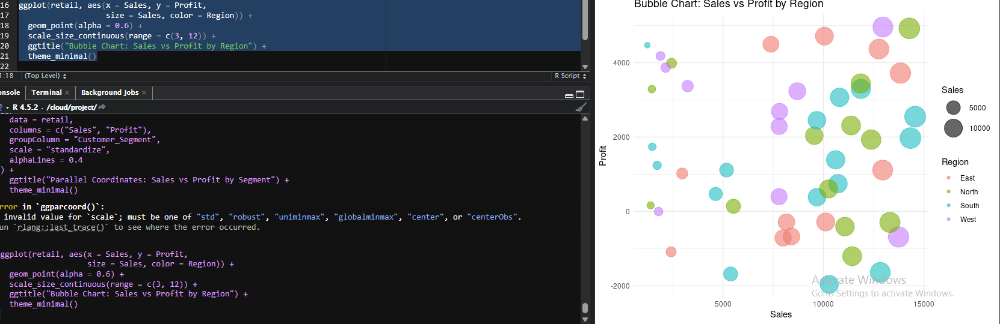 16 ggplot(retail, aes(x = Sales, y = Profit,
17 size = Sales, color = Region)) +
18 geom_point(alpha = 0.6) +
19 scale_size_continuous(range = c(3, 12)) +
20 ggtitle("Bubble Chart: Sales vs Profit by Region") +
21 theme_minimal()
22
1:18 (Top Level) R Script
onsole Terminal × Background Jobs ×
R 4.5.2 . /cloud/project/
data = retail,
columns = c("Sales", "Profit"),
groupColumn = "Customer_Segment",
scale = "standardize",
alphaLines = 0.4
) +
ggtitle("Parallel Coordinates: Sales vs Profit by Segment") +
theme_minimal()
rror in `ggparcoord()`:
invalid value for `scale`; must be one of "std", "robust", "uniminmax", "globalminmax", "center", or "centerObs".
un `rlang::last_trace()` to see where the error occurred.
ggplot(retail, aes(x = Sales, y = Profit,
size = Sales, color = Region)) +
geom_point(alpha = 0.6) +
scale_size_continuous(range = c(3, 12)) +
ggtitle("Bubble Chart: Sales vs Profit by Region") +
theme_minimal()
Bubble Chart: Sales vs Profit by Region
4000
2000
0
-2000
Profit
5000 10000 15000
Sales
Sales
5000
10000
Region
East
North
South
West
Activate Windows
Go to Settings to activate Windows.